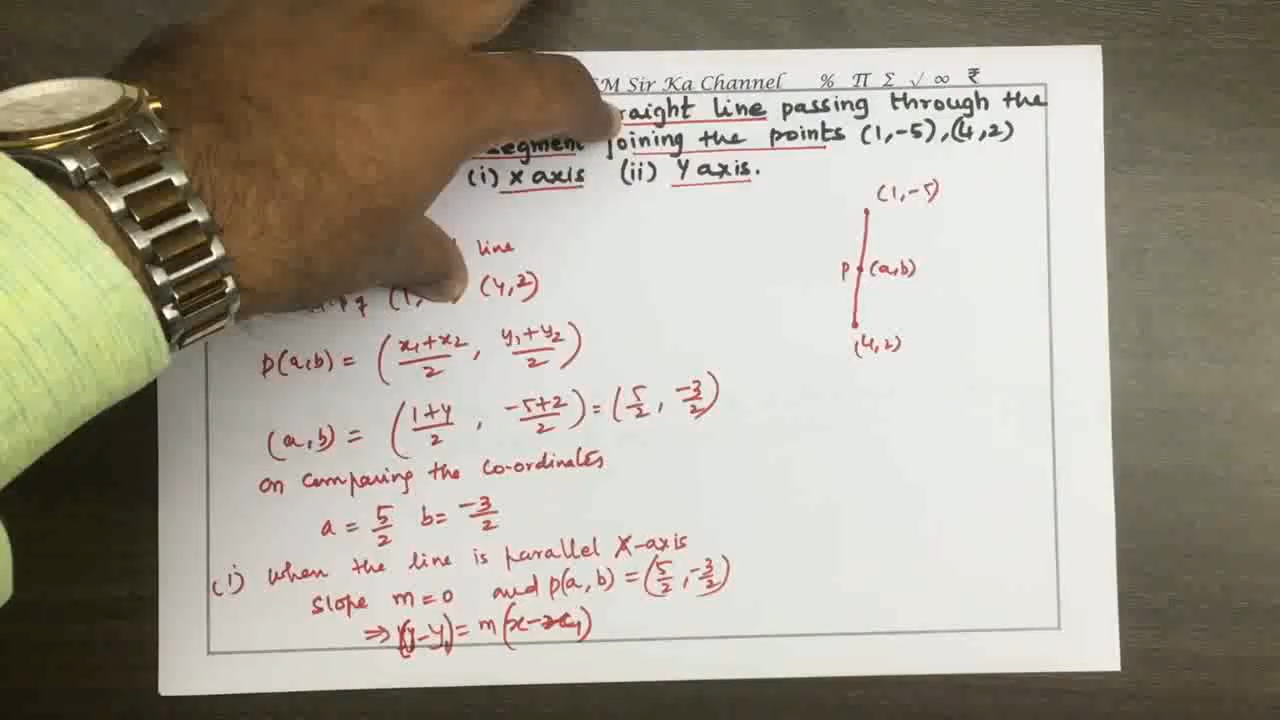 SM Sir Ka Channel % Π Σ √ ∞ ₹
raight line passing through the
segment joining the points (1,-5),(4,2)
(i) X axis (ii) Y axis.
(1,-5)
line
P (a,b)
(4,2)
(4,2)
P(a,b) = (x₁+x₂/2, y₁+y₂/2)
(a,b) = (1+4/2, -5+2/2) = (5/2, -3/2)
on comparing the co-ordinates
a = 5/2 b = -3/2
(i) when the line is parallel X-axis
slope m=0 and P(a,b) = (5/2, -3/2)
⇒ (y-y₁) = m(x-x₁)